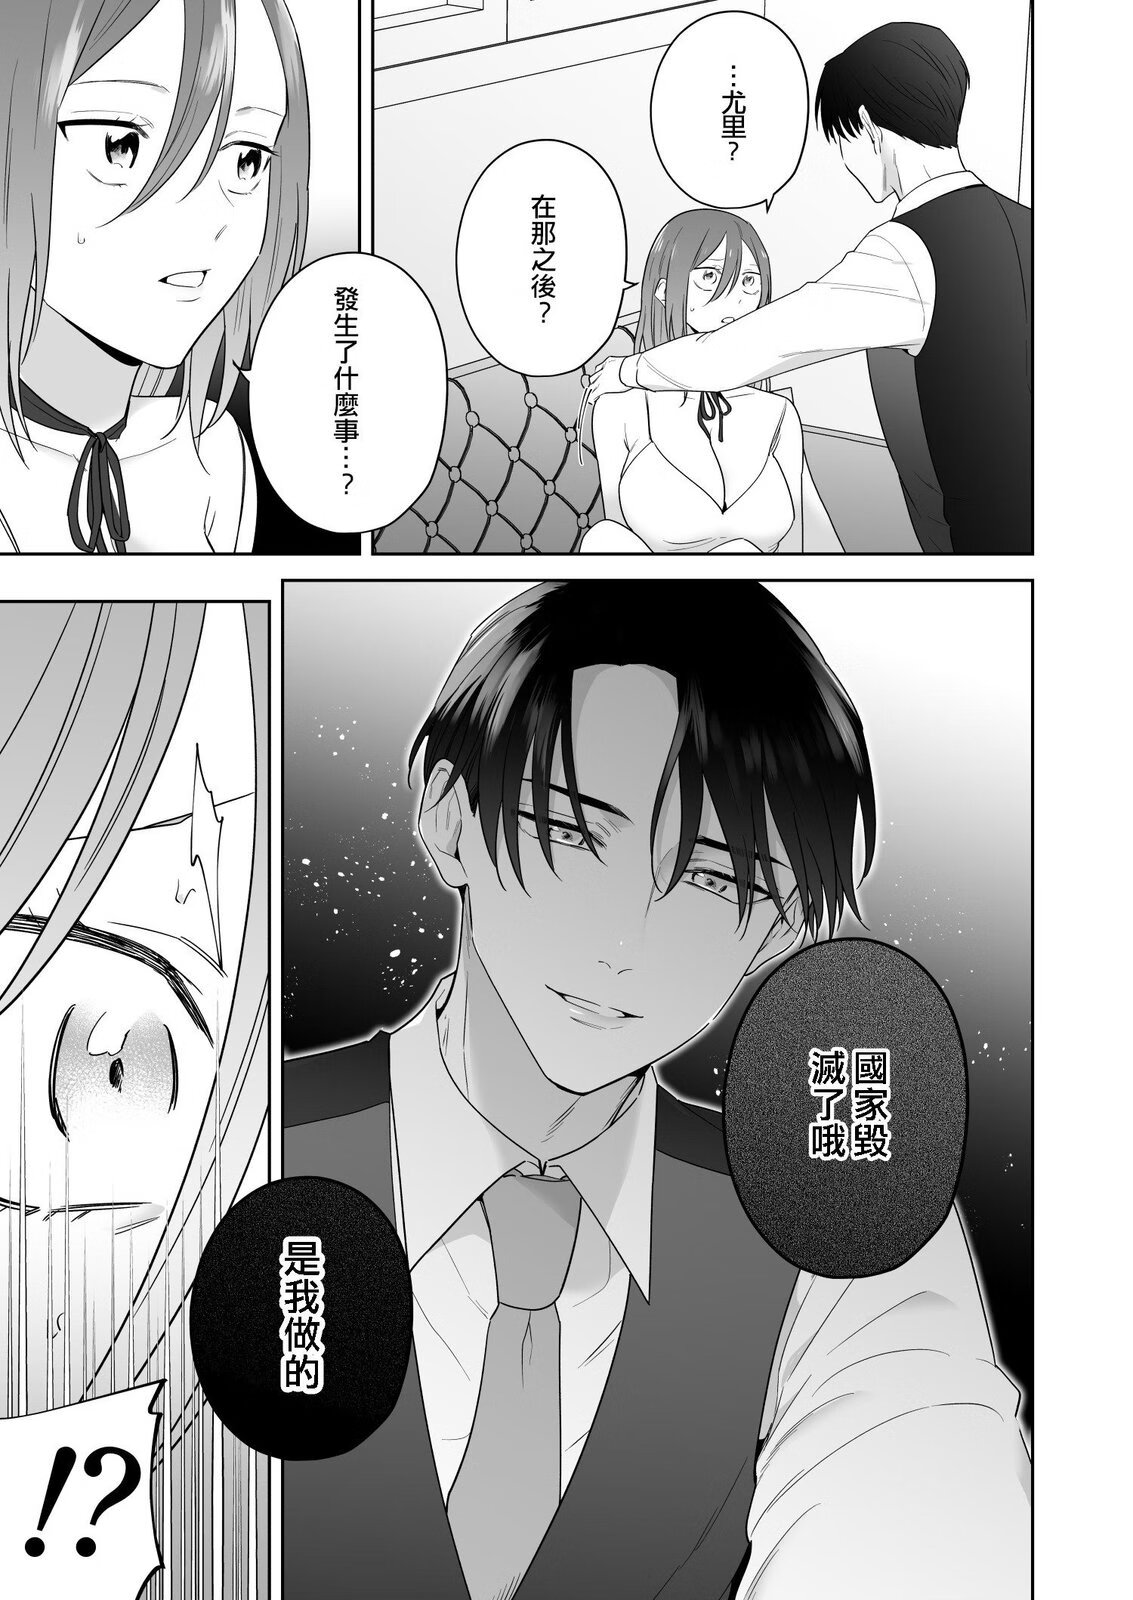 …尤里？
在那之後？
發生了什麼事…？
國家毀
滅了哦
是我做的
!?